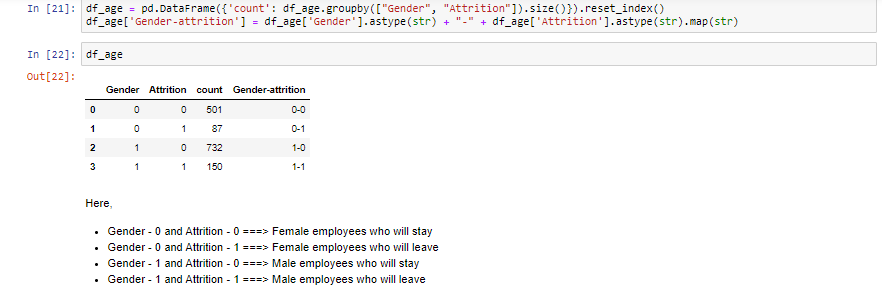 In [21]: df_age = pd.DataFrame({'count': df_age.groupby(["Gender", "Attrition"]).size()}).reset_index()
df_age['Gender-attrition'] = df_age['Gender'].astype(str) + "-" + df_age['Attrition'].astype(str).map(str)
In [22]: df_age
Out[22]:
Gender Attrition count Gender-attrition
0 0 0 501 0-0
1 0 1 87 0-1
2 1 0 732 1-0
3 1 1 150 1-1
Here,
• Gender - 0 and Attrition - 0 ===> Female employees who will stay
• Gender - 0 and Attrition - 1 ===> Female employees who will leave
• Gender - 1 and Attrition - 0 ===> Male employees who will stay
• Gender - 1 and Attrition - 1 ===> Male employees who will leave